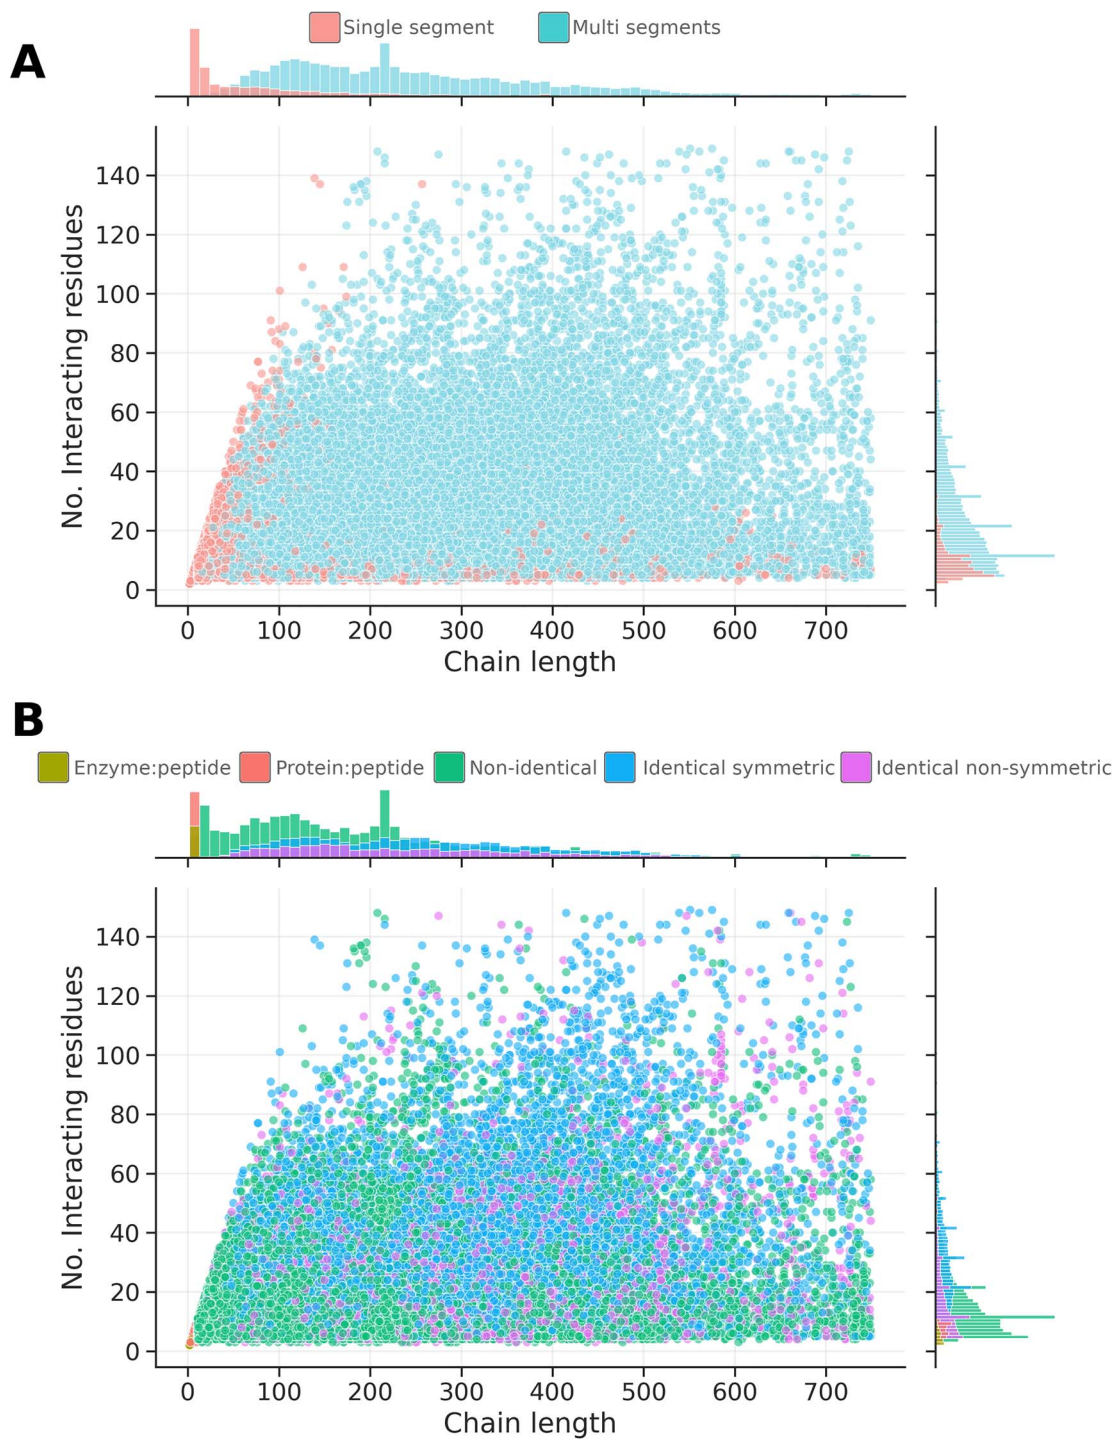 A
Single segment
Multi segments
140
120
100
80
60
40
20
0
No. Interacting residues
0 100 200 300 400 500 600 700
Chain length
B
Enzyme:peptide
Protein:peptide
Non-identical
Identical symmetric
Identical non-symmetric
140
120
100
80
60
40
20
0
No. Interacting residues
0 100 200 300 400 500 600 700
Chain length